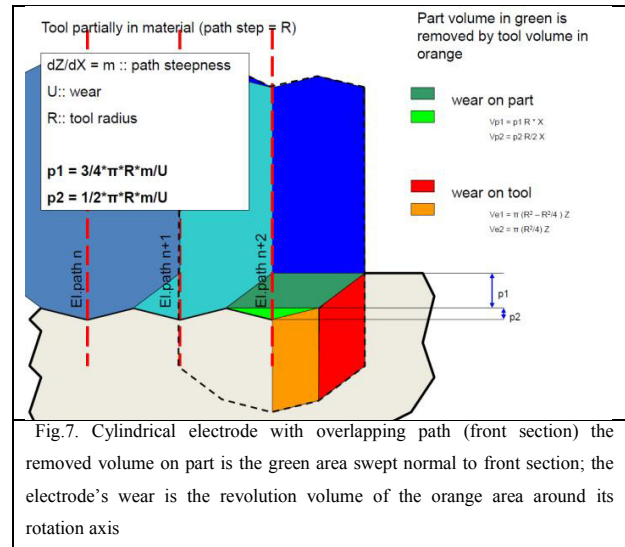 Tool partially in material (path step = R)
Part volume in green is
removed by tool volume in
orange
dZ/dX = m :: path steepness
U:: wear
R:: tool radius
p1 = 3/4*π*R*m/U
p2 = 1/2*π*R*m/U
wear on part
Vp1 = p1 R * X
Vp2 = p2 R/2 X
wear on tool
Ve1 = π (R² – R²/4 ) Z
Ve2 = π (R²/4) Z
El.path n
El.path n+1
El.path n+2
p1
p2
Fig.7. Cylindrical electrode with overlapping path (front section) the
removed volume on part is the green area swept normal to front section; the
electrode's wear is the revolution volume of the orange area around its
rotation axis